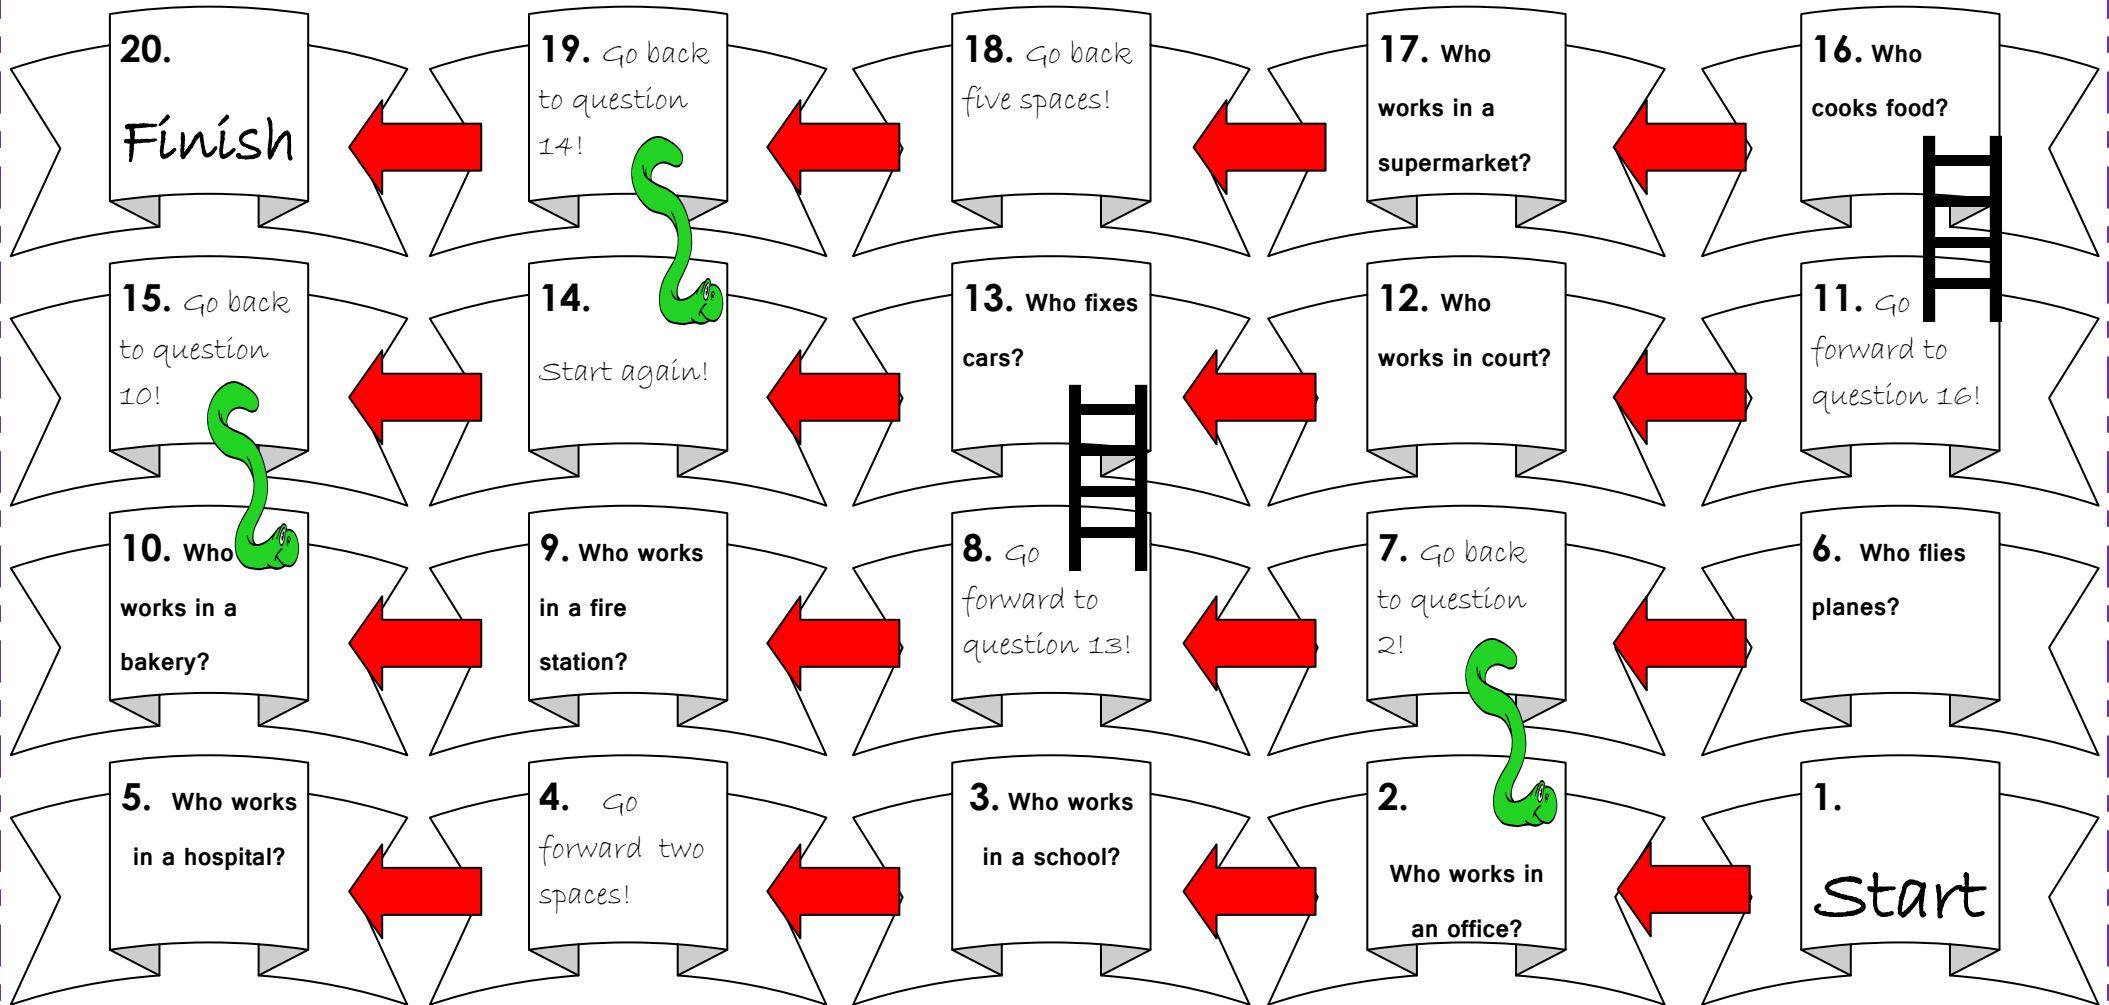 20.
Finish
19. Go back
to question
14!
18. Go back
five spaces!
17. Who
works in a
supermarket?
16. Who
cooks food?
15. Go back
to question
10!
14.
Start again!
13. Who fixes
cars?
12. Who
works in court?
11. Go
forward to
question 16!
10. Who
works in a
bakery?
9. Who works
in a fire
station?
8. Go
forward to
question 13!
7. Go back
to question
2!
6. Who flies
planes?
5. Who works
in a hospital?
4. Go
forward two
spaces!
3. Who works
in a school?
2.
Who works in
an office?
1.
Start